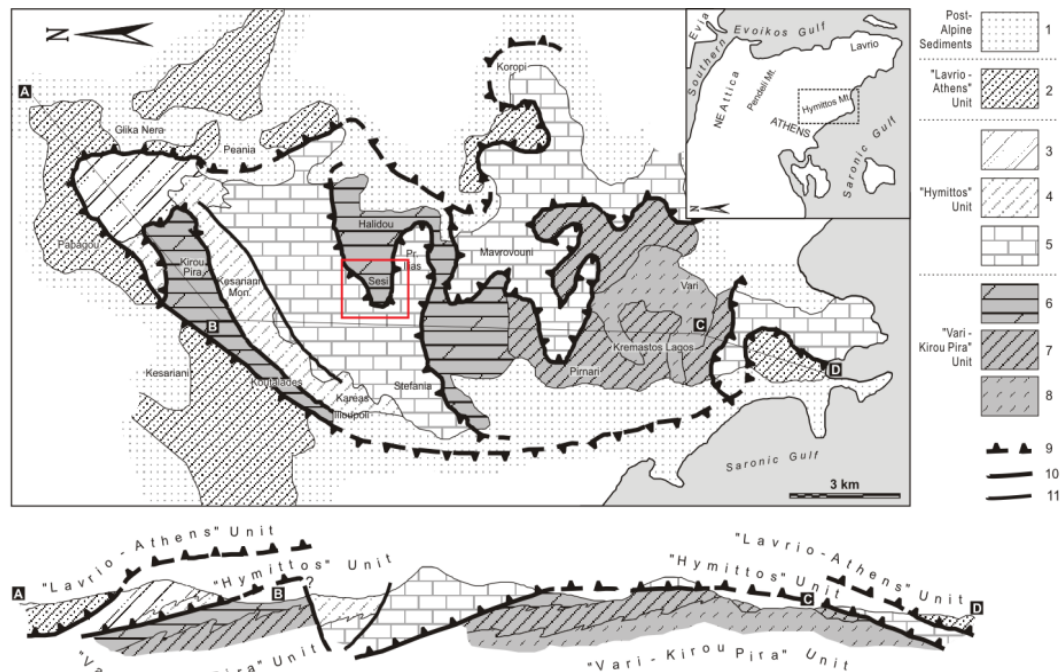 N
A
Glika Nera
Peania
Koropi
Papagou
Kirou
Pira
Kesariani
Mon.
Halidou
Pr.
Ilias
Sesi
Mavrovouni
Vari
B
C
Kremastos Lagos
Kesariani
Koutalades
Kareas
Ilioupoli
Stefania
Pirnari
D
Saronic Gulf
3 km
Evia
Southern Evoikos Gulf
Lavrio
NE Attica
Pendeli Mt.
Hymittos Mt.
ATHENS
Saronic Gulf
N
Post-
Alpine
Sediments
1
"Lavrio -
Athens"
Unit
2
3
"Hymittos"
Unit
4
5
6
"Vari -
Kirou Pira"
Unit
7
8
9
10
11
A
"Lavrio - Athens" Unit
"Hymittos" Unit
B
?
"Lavrio - Athens" Unit
"Hymittos" Unit
C
D
Pira" Unit
"Vari - Kirou Pira" Unit